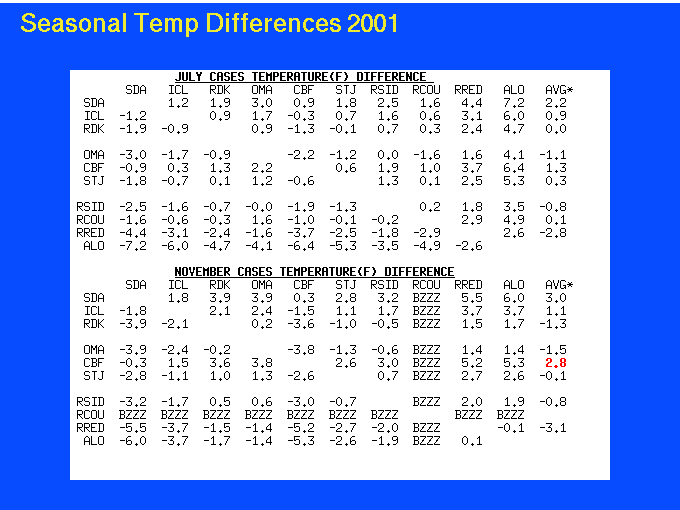 Seasonal Temp Differences 2001
JULY CASES TEMPERATURE(F) DIFFERENCE
SDA ICL RDK OMA CBF STJ RSID RCOU RRED ALO AVG*
SDA 1.2 1.9 3.0 0.9 1.8 2.5 1.6 4.4 7.2 2.2
ICL -1.2 0.9 1.7 -0.3 0.7 1.6 0.6 3.1 6.0 0.9
RDK -1.9 -0.9 0.9 -1.3 -0.1 0.7 0.3 2.4 4.7 0.0
OMA -3.0 -1.7 -0.9 -2.2 -1.2 0.0 -1.6 1.6 4.1 -1.1
CBF -0.9 0.3 1.3 2.2 0.6 1.9 1.0 3.7 6.4 1.3
STJ -1.8 -0.7 0.1 1.2 -0.6 1.3 0.1 2.5 5.3 0.3
RSID -2.5 -1.6 -0.7 -0.0 -1.9 -1.3 0.2 1.8 3.5 -0.8
RCOU -1.6 -0.6 -0.3 1.6 -1.0 -0.1 -0.2 2.9 4.9 0.1
RRED -4.4 -3.1 -2.4 -1.6 -3.7 -2.5 -1.8 -2.9 2.6 -2.8
ALO -7.2 -6.0 -4.7 -4.1 -6.4 -5.3 -3.5 -4.9 -2.6
NOVEMBER CASES TEMPERATURE(F) DIFFERENCE
SDA ICL RDK OMA CBF STJ RSID RCOU RRED ALO AVG*
SDA 1.8 3.9 3.9 0.3 2.8 3.2 BZZZ 5.5 6.0 3.0
ICL -1.8 2.1 2.4 -1.5 1.1 1.7 BZZZ 3.7 3.7 1.1
RDK -3.9 -2.1 0.2 -3.6 -1.0 -0.5 BZZZ 1.5 1.7 -1.3
OMA -3.9 -2.4 -0.2 -3.8 -1.3 -0.6 BZZZ 1.4 1.4 -1.5
CBF -0.3 1.5 3.6 3.8 2.6 3.0 BZZZ 5.2 5.3 2.8
STJ -2.8 -1.1 1.0 1.3 -2.6 0.7 BZZZ 2.7 2.6 -0.1
RSID -3.2 -1.7 0.5 0.6 -3.0 -0.7 BZZZ 2.0 1.9 -0.8
RCOU BZZZ BZZZ BZZZ BZZZ BZZZ BZZZ BZZZ BZZZ BZZZ
RRED -5.5 -3.7 -1.5 -1.4 -5.2 -2.7 -2.0 BZZZ -0.1 -3.1
ALO -6.0 -3.7 -1.7 -1.4 -5.3 -2.6 -1.9 BZZZ 0.1